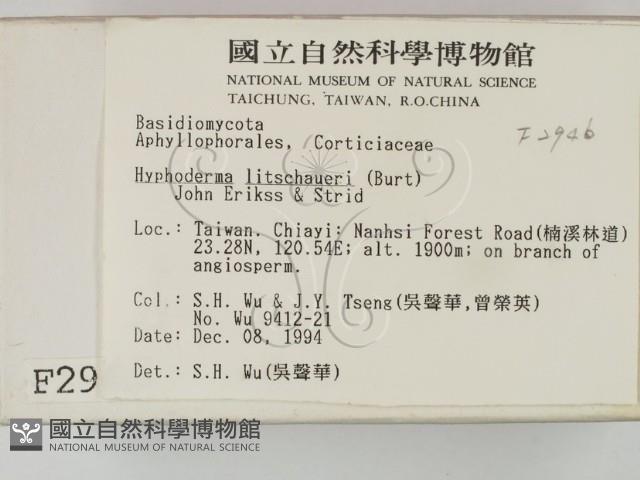 國立自然科學博物館
NATIONAL MUSEUM OF NATURAL SCIENCE
TAICHUNG, TAIWAN, R.O.CHINA
Basidiomycota
Aphyllophorales, Corticiaceae
F2946
Hyphoderma litschaueri (Burt)
John Erikss & Strid
Loc.: Taiwan. Chiayi: Nanhsi Forest Road(楠溪林道)
23.28N, 120.54E; alt. 1900m; on branch of
angiosperm.
Col.: S.H. Wu & J.Y. Tseng(吳聲華,曾榮英)
No. Wu 9412-21
Date: Dec. 08, 1994
Det.: S.H. Wu(吳聲華)
F29
國立自然科學博物館
NATIONAL MUSEUM OF NATURAL SCIENCE